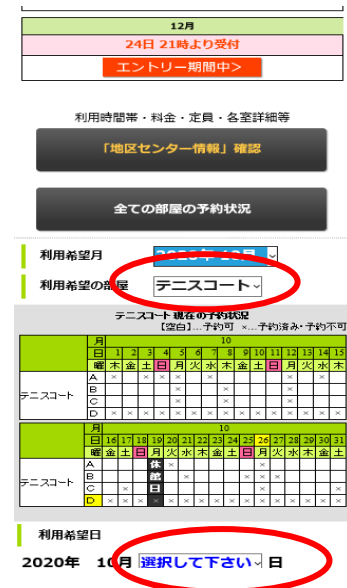 12月
24日 21時より受付
エントリー期間中>
利用時間帯・料金・定員・各室詳細等
「地区センター情報」確認
全ての部屋の予約状況
利用希望月 2020年 10月
利用希望の部屋 テニスコート
テニスコート 現在の予約状況
【空白】…予約可 ×…予約済み・予約不可
月 10
日 1 2 3 4 5 6 7 8 9 10 11 12 13 14 15
曜 木 金 土 日 月 火 水 木 金 土 日 月 火 水 木
テニスコート
A × × × × × × ×
B × × ×
C × × ×
D × × × × × × × × × × × × × × ×
月 10
日 16 17 18 19 20 21 22 23 24 25 26 27 28 29 30 31
曜 金 土 日 月 火 水 木 金 土 日 月 火 水 木 金 土
テニスコート
A 休 × ×
B 館 × × × ×
C × 日 × ×
D × × × × × × × × × × × × × × ×
利用希望日
2020年 10月 選択して下さい 日